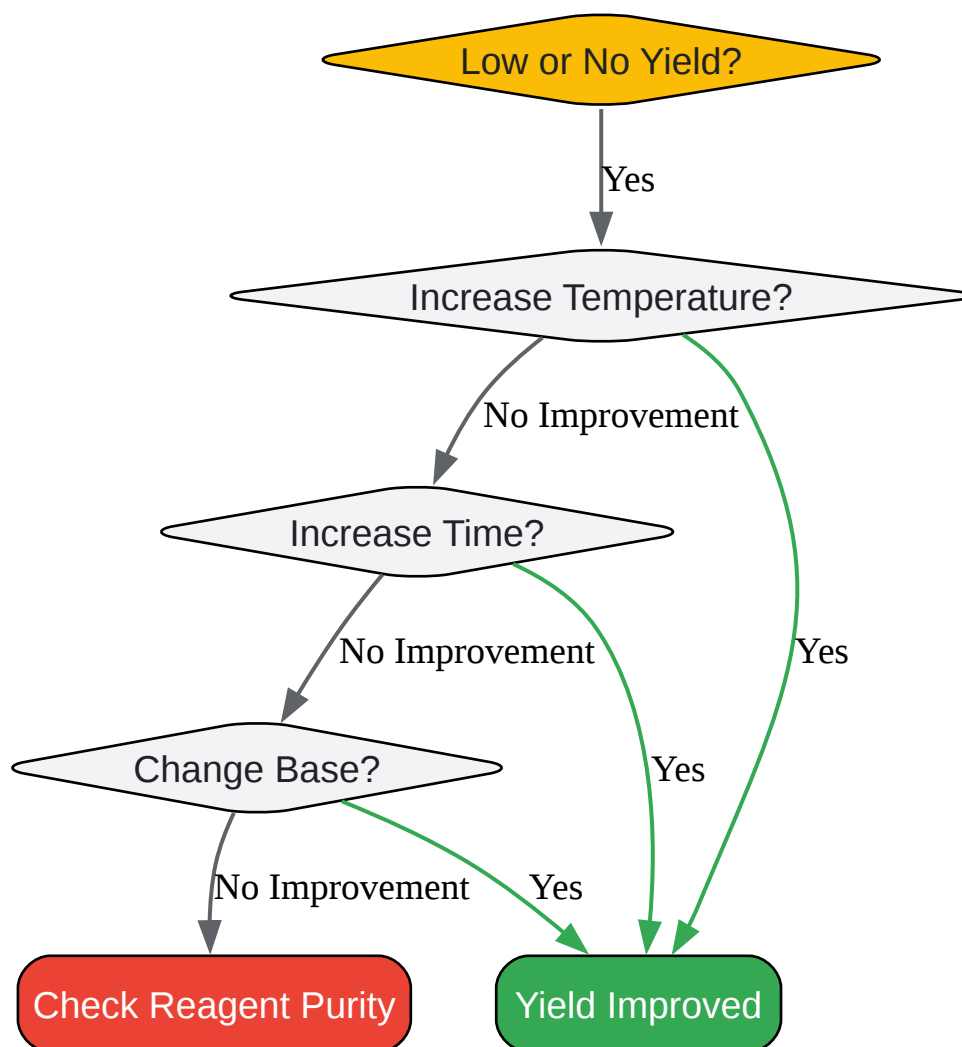 Low or No Yield?
Yes
Increase Temperature?
No Improvement
Increase Time?
No Improvement
Yes
Change Base?
Yes
No Improvement
Yes
Check Reagent Purity
Yield Improved